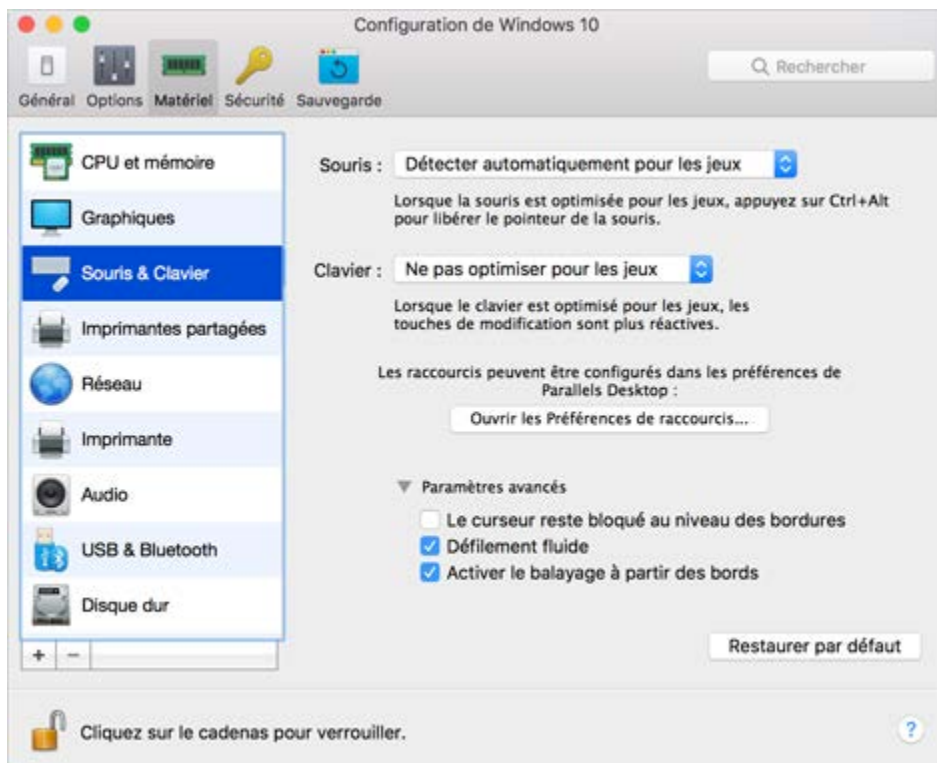 Configuration de Windows 10
Général Options Matériel Sécurité Sauvegarde
Rechercher
CPU et mémoire
Graphiques
Souris & Clavier
Imprimantes partagées
Réseau
Imprimante
Audio
USB & Bluetooth
Disque dur
+ −
Souris : Détecter automatiquement pour les jeux
Lorsque la souris est optimisée pour les jeux, appuyez sur Ctrl+Alt
pour libérer le pointeur de la souris.
Clavier : Ne pas optimiser pour les jeux
Lorsque le clavier est optimisé pour les jeux, les
touches de modification sont plus réactives.
Les raccourcis peuvent être configurés dans les préférences de
Parallels Desktop :
Ouvrir les Préférences de raccourcis...
Paramètres avancés
Le curseur reste bloqué au niveau des bordures
Défilement fluide
Activer le balayage à partir des bords
Restaurer par défaut
Cliquez sur le cadenas pour verrouiller.
?